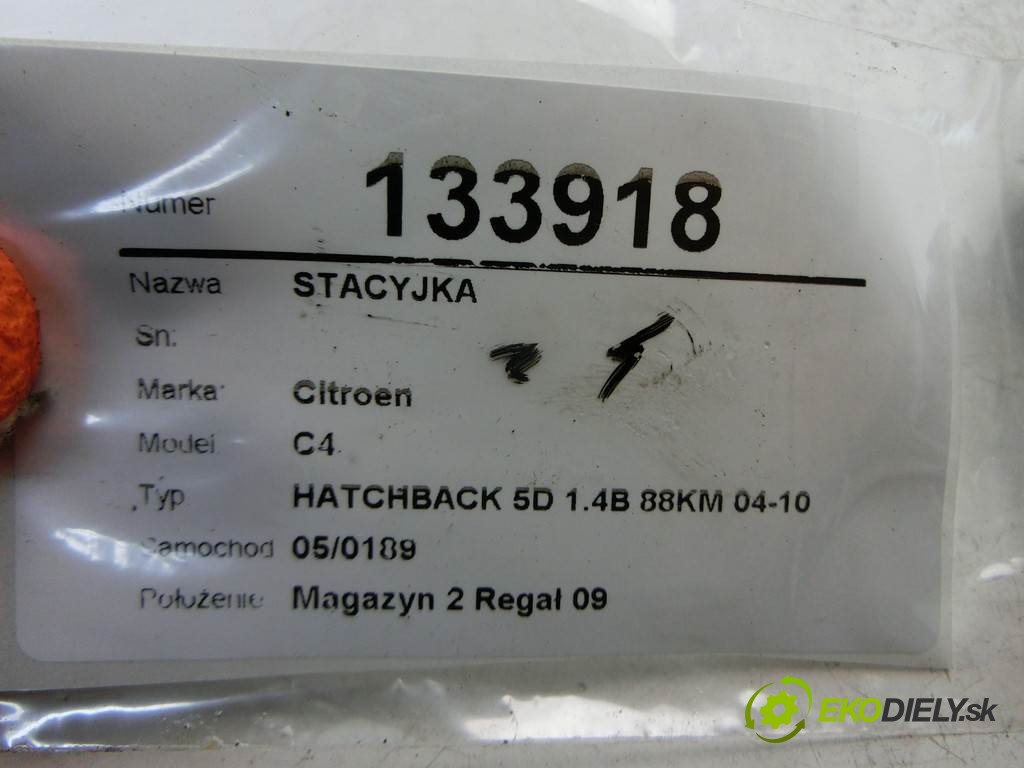 Numer 133918
Nazwa STACYJKA
Sn:
Marka: Citroen
Model C4
Typ HATCHBACK 5D 1.4B 88KM 04-10
Samochod 05/0189
Położenie Magazyn 2 Regał 09
EKODIELY.sk